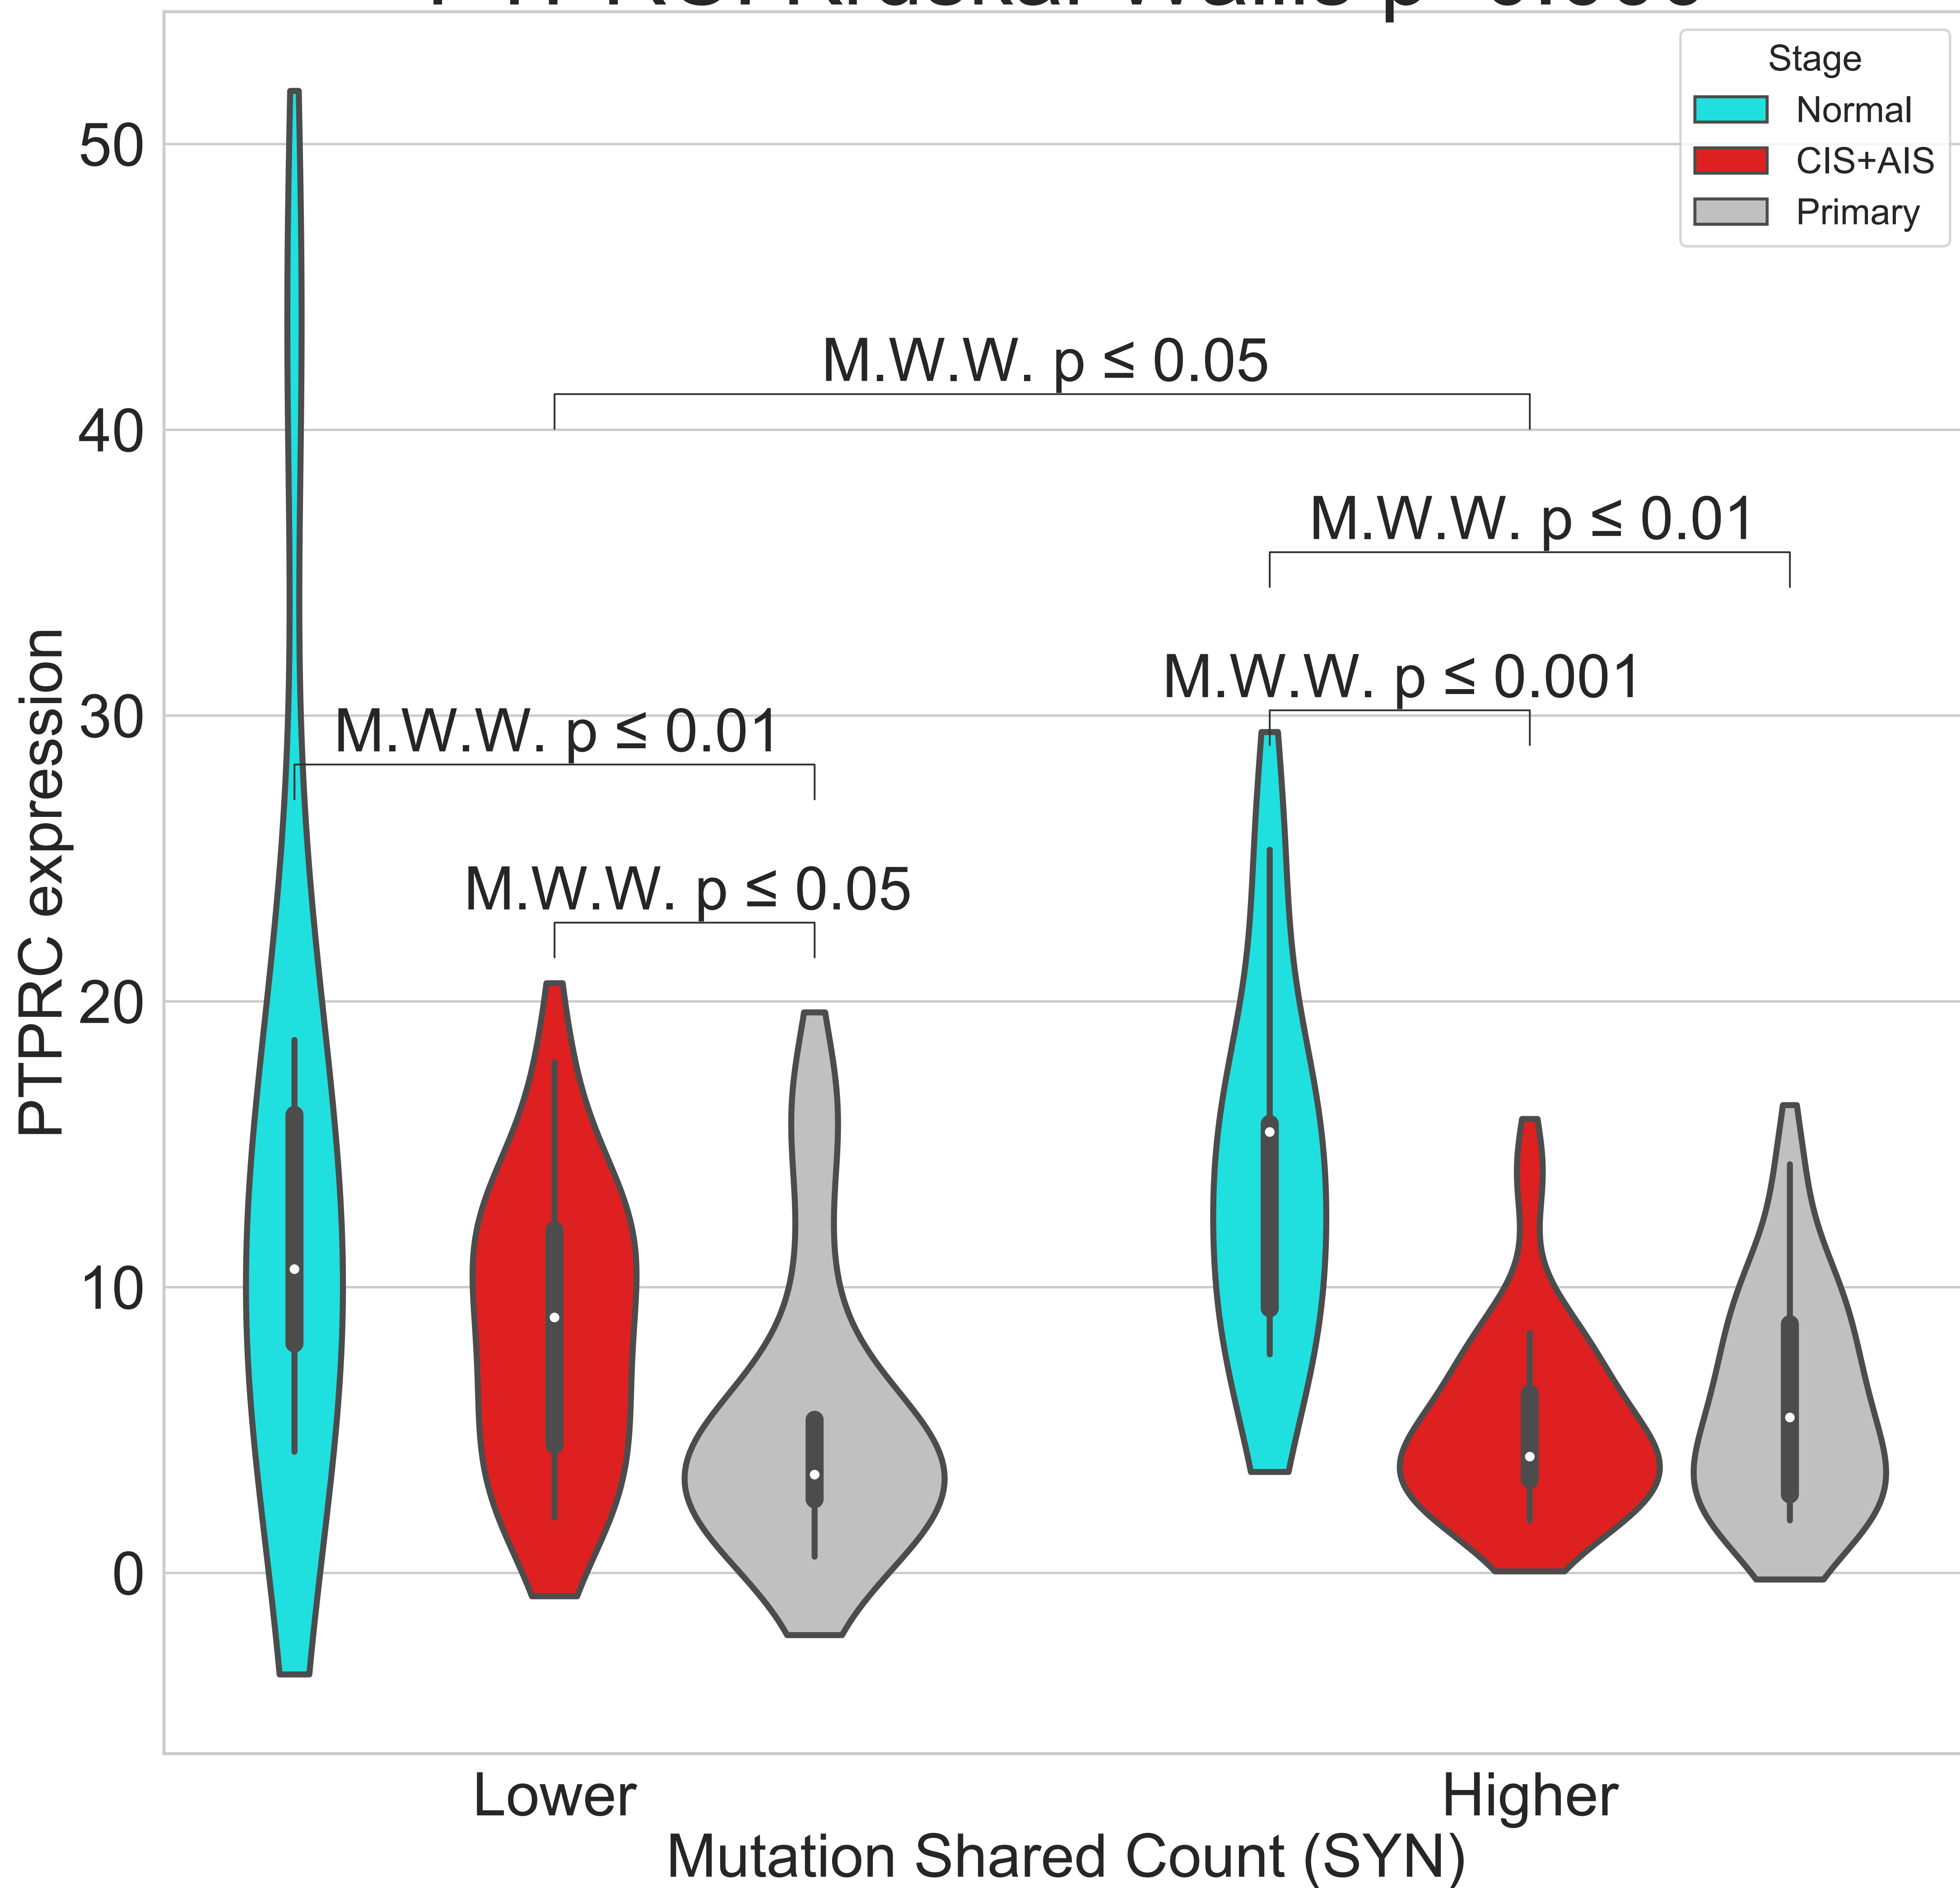 Stage
Normal
CIS+AIS
Primary
50
40
30
20
10
0
PTPRC expression
M.W.W. p ≤ 0.05
M.W.W. p ≤ 0.01
M.W.W. p ≤ 0.001
M.W.W. p ≤ 0.01
M.W.W. p ≤ 0.05
Lower
Higher
Mutation Shared Count (SYN)